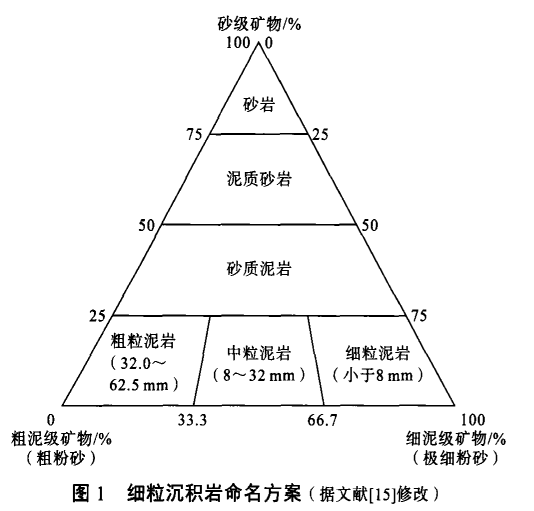 砂级矿物/%
100 0
砂岩
75 25
泥质砂岩
50 50
砂质泥岩
25 75
粗粒泥岩
(32.0～
62.5 mm)
中粒泥岩
(8～32 mm)
细粒泥岩
(小于8 mm)
0 33.3 66.7 100
粗泥级矿物/%
(粗粉砂)
细泥级矿物/%
(极细粉砂)
图 1 细粒沉积岩命名方案(据文献[15]修改)